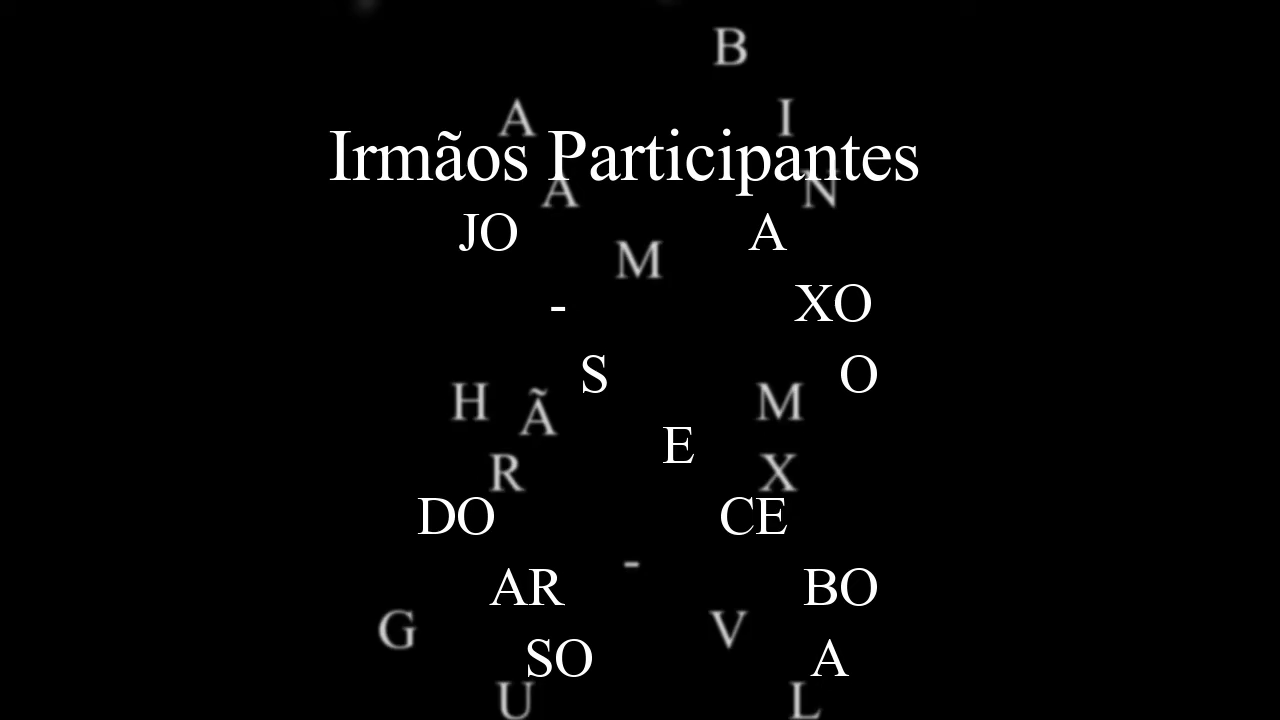 B
A I
Irmãos Participantes
A N
JO A
M
- XO
S O
H Ã M
E
R X
DO CE
-
AR BO
G V
SO A
U L